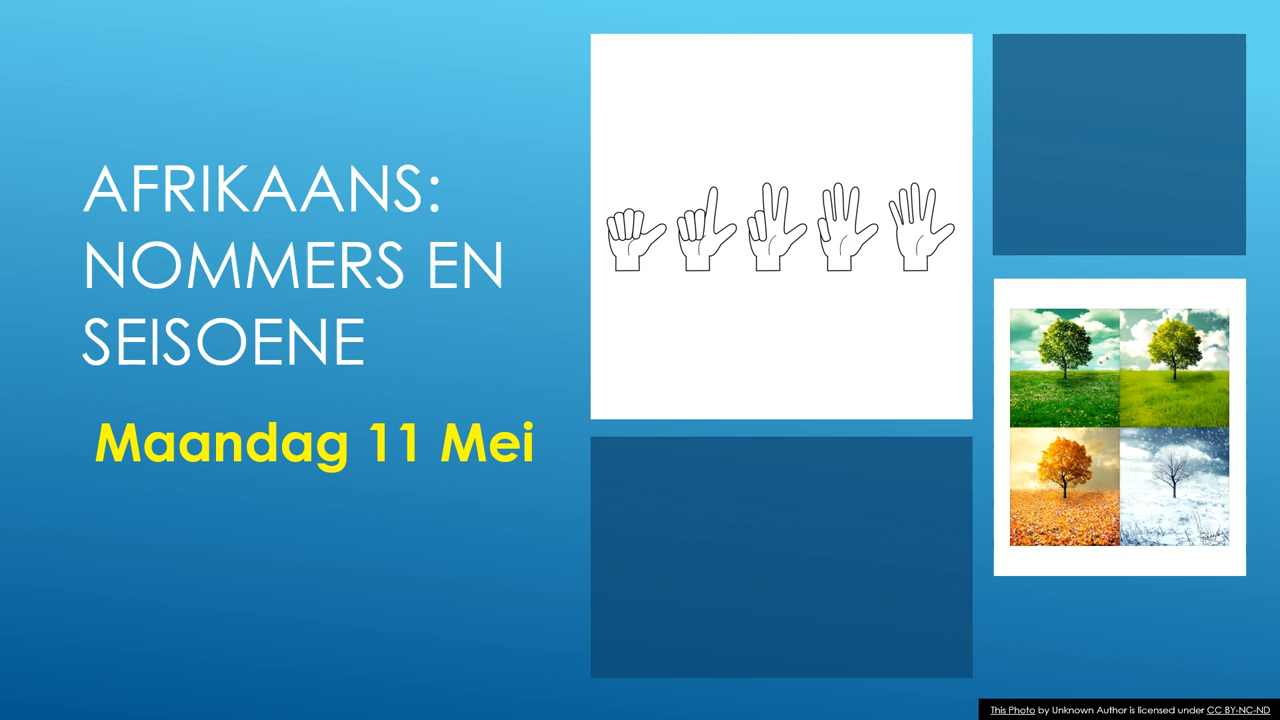 AFRIKAANS:
NOMMERS EN
SEISOENE
Maandag 11 Mei
This Photo by Unknown Author is licensed under CC BY-NC-ND